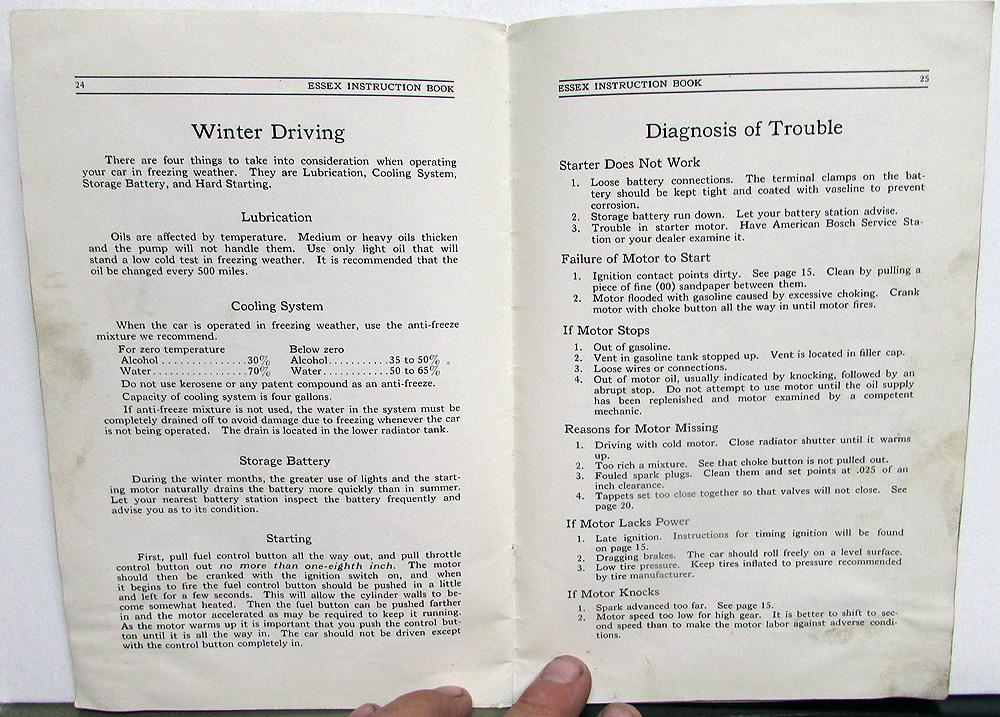 24
ESSEX INSTRUCTION BOOK
Winter Driving
There are four things to take into consideration when operating
your car in freezing weather. They are Lubrication, Cooling System,
Storage Battery, and Hard Starting.
Lubrication
Oils are affected by temperature. Medium or heavy oils thicken
and the pump will not handle them. Use only light oil that will
stand a low cold test in freezing weather. It is recommended that the
oil be changed every 500 miles.
Cooling System
When the car is operated in freezing weather, use the anti-freeze
mixture we recommend.
For zero temperature Below zero
Alcohol ..............30% Alcohol..........35 to 50%
Water................70% Water...........50 to 65%
Do not use kerosene or any patent compound as an anti-freeze.
Capacity of cooling system is four gallons.
If anti-freeze mixture is not used, the water in the system must be
completely drained off to avoid damage due to freezing whenever the car
is not being operated. The drain is located in the lower radiator tank.
Storage Battery
During the winter months, the greater use of lights and the start-
ing motor naturally drains the battery more quickly than in summer.
Let your nearest battery station inspect the battery frequently and
advise you as to its condition.
Starting
First, pull fuel control button all the way out, and pull throttle
control button out no more than one-eighth inch. The motor
should then be cranked with the ignition switch on, and when
it begins to fire the fuel control button should be pushed in a little
and left for a few seconds. This will allow the cylinder walls to be-
come somewhat heated. Then the fuel button can be pushed farther
in and the motor accelerated as may be required to keep it running.
As the motor warms up it is important that you push the control but-
ton until it is all the way in. The car should not be driven except
with the control button completely in.
ESSEX INSTRUCTION BOOK
25
Diagnosis of Trouble
Starter Does Not Work
1. Loose battery connections. The terminal clamps on the bat-
tery should be kept tight and coated with vaseline to prevent
corrosion.
2. Storage battery run down. Let your battery station advise.
3. Trouble in starter motor. Have American Bosch Service Sta-
tion or your dealer examine it.
Failure of Motor to Start
1. Ignition contact points dirty. See page 15. Clean by pulling a
piece of fine (00) sandpaper between them.
2. Motor flooded with gasoline caused by excessive choking. Crank
motor with choke button all the way in until motor fires.
If Motor Stops
1. Out of gasoline.
2. Vent in gasoline tank stopped up. Vent is located in filler cap.
3. Loose wires or connections.
4. Out of motor oil, usually indicated by knocking, followed by an
abrupt stop. Do not attempt to use motor until the oil supply
has been replenished and motor examined by a competent
mechanic.
Reasons for Motor Missing
1. Driving with cold motor. Close radiator shutter until it warms
up.
2. Too rich a mixture. See that choke button is not pulled out.
3. Fouled spark plugs. Clean them and set points at .025 of an
inch clearance.
4. Tappets set too close together so that valves will not close. See
page 20.
If Motor Lacks Power
1. Late ignition. Instructions for timing ignition will be found
on page 15.
2. Dragging brakes. The car should roll freely on a level surface.
3. Low tire pressure. Keep tires inflated to pressure recommended
by tire manufacturer.
If Motor Knocks
1. Spark advanced too far. See page 15.
2. Motor speed too low for high gear. It is better to shift to sec-
ond speed than to make the motor labor against adverse condi-
tions.